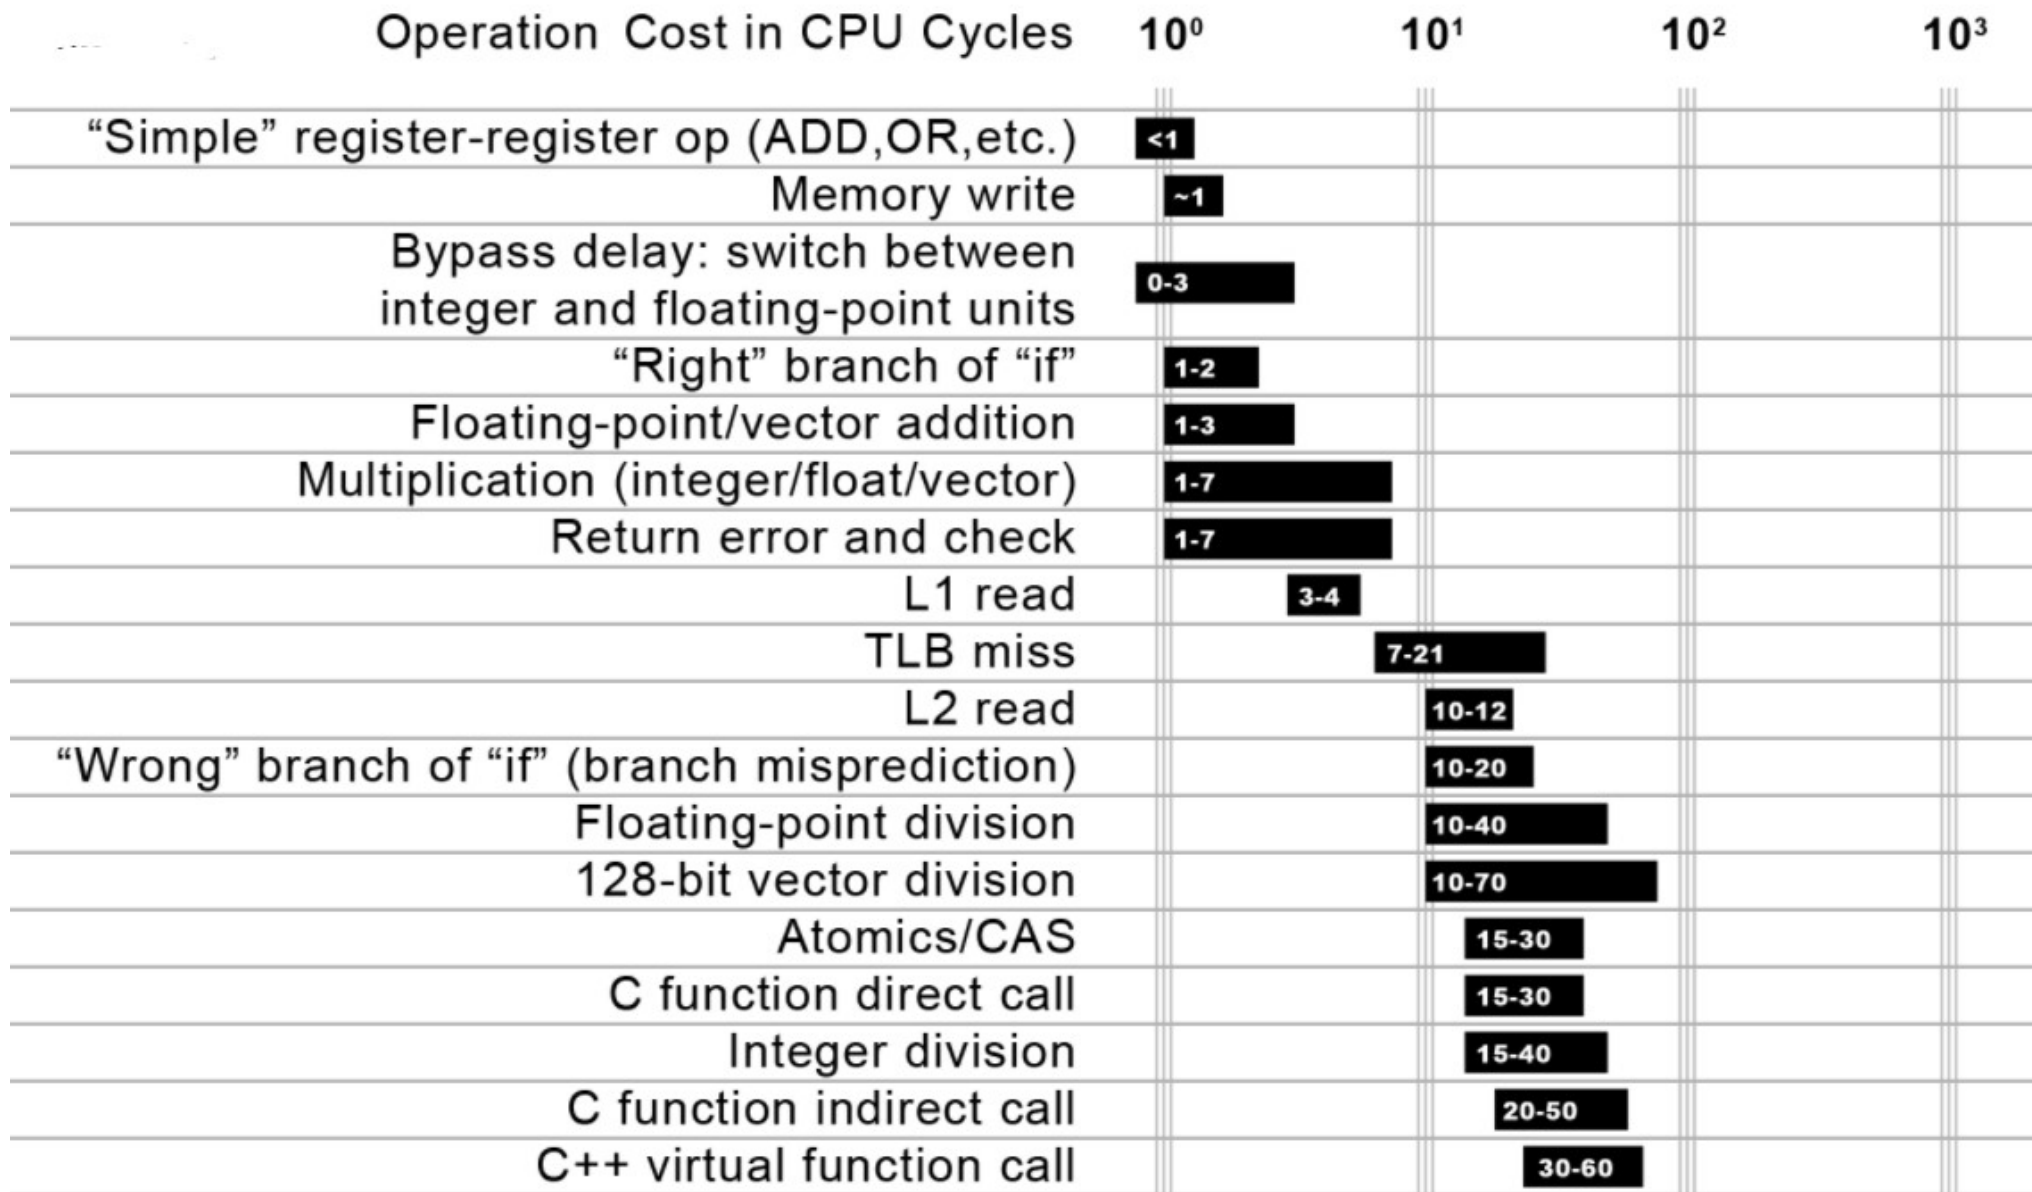 Operation Cost in CPU Cycles 10⁰ 10¹ 10² 10³
“Simple” register-register op (ADD,OR,etc.) <1
Memory write ~1
Bypass delay: switch between
integer and floating-point units 0-3
“Right” branch of “if” 1-2
Floating-point/vector addition 1-3
Multiplication (integer/float/vector) 1-7
Return error and check 1-7
L1 read 3-4
TLB miss 7-21
L2 read 10-12
“Wrong” branch of “if” (branch misprediction) 10-20
Floating-point division 10-40
128-bit vector division 10-70
Atomics/CAS 15-30
C function direct call 15-30
Integer division 15-40
C function indirect call 20-50
C++ virtual function call 30-60